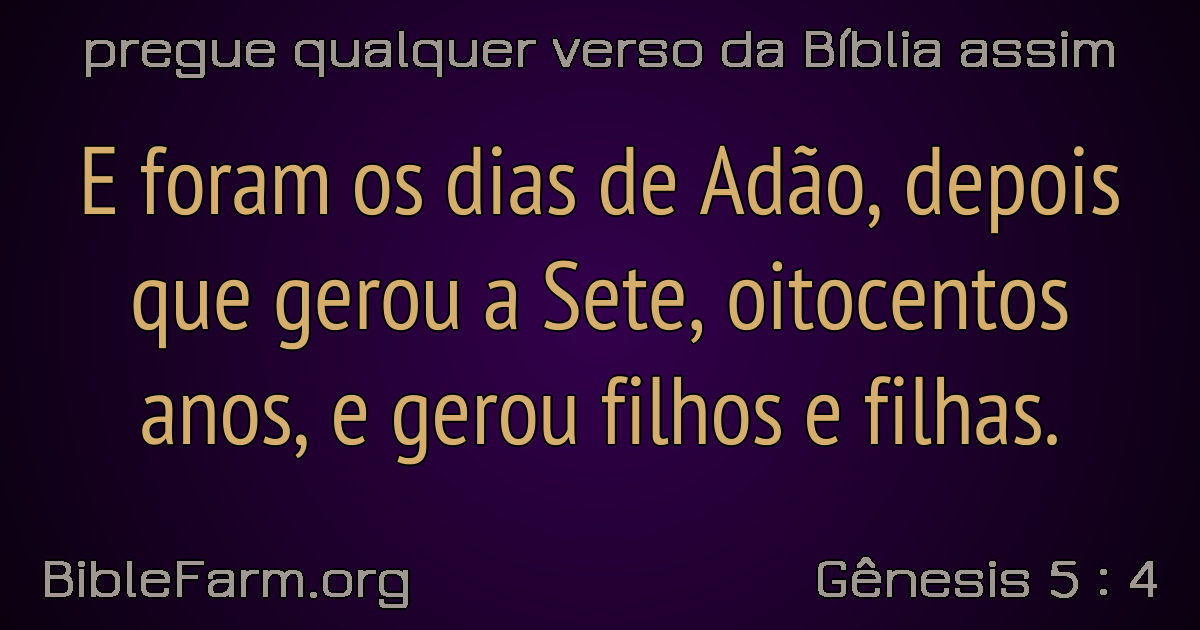 pregue qualquer verso da Bíblia assim
E foram os dias de Adão, depois
que gerou a Sete, oitocentos
anos, e gerou filhos e filhas.
BibleFarm.org
Gênesis 5 : 4